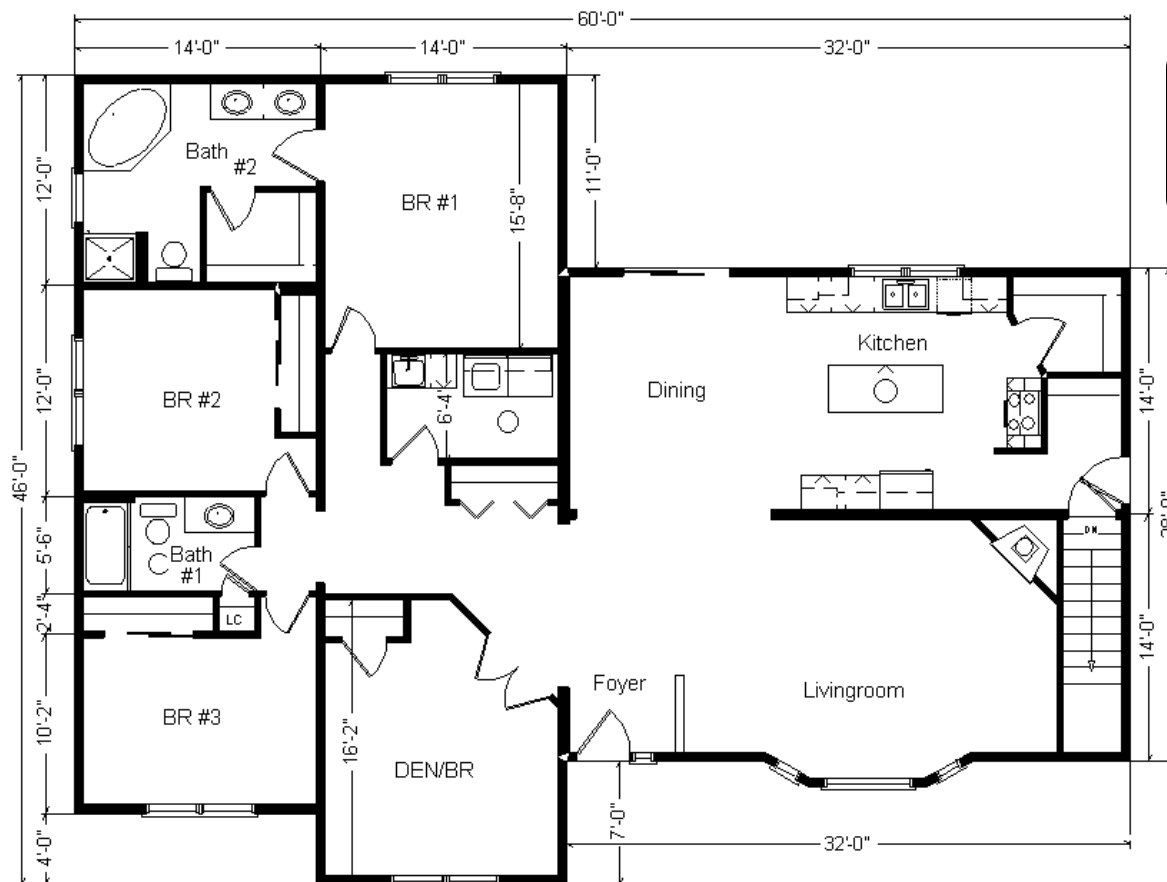 60'-0"
14'-0"
14'-0"
32'-0"
12'-0"
11'-0"
Bath
#2
BR #1
15'-8"
Kitchen
14'-0"
12'-0"
BR #2
Dining
6'-4"
46'-0"
28'-0"
5'-6"
Bath
#1
DN
2'-4"
LC
14'-0"
Foyer
Livingroom
10'-2"
BR #3
16'-2"
DEN/BR
7'-0"
4'-0"
32'-0"